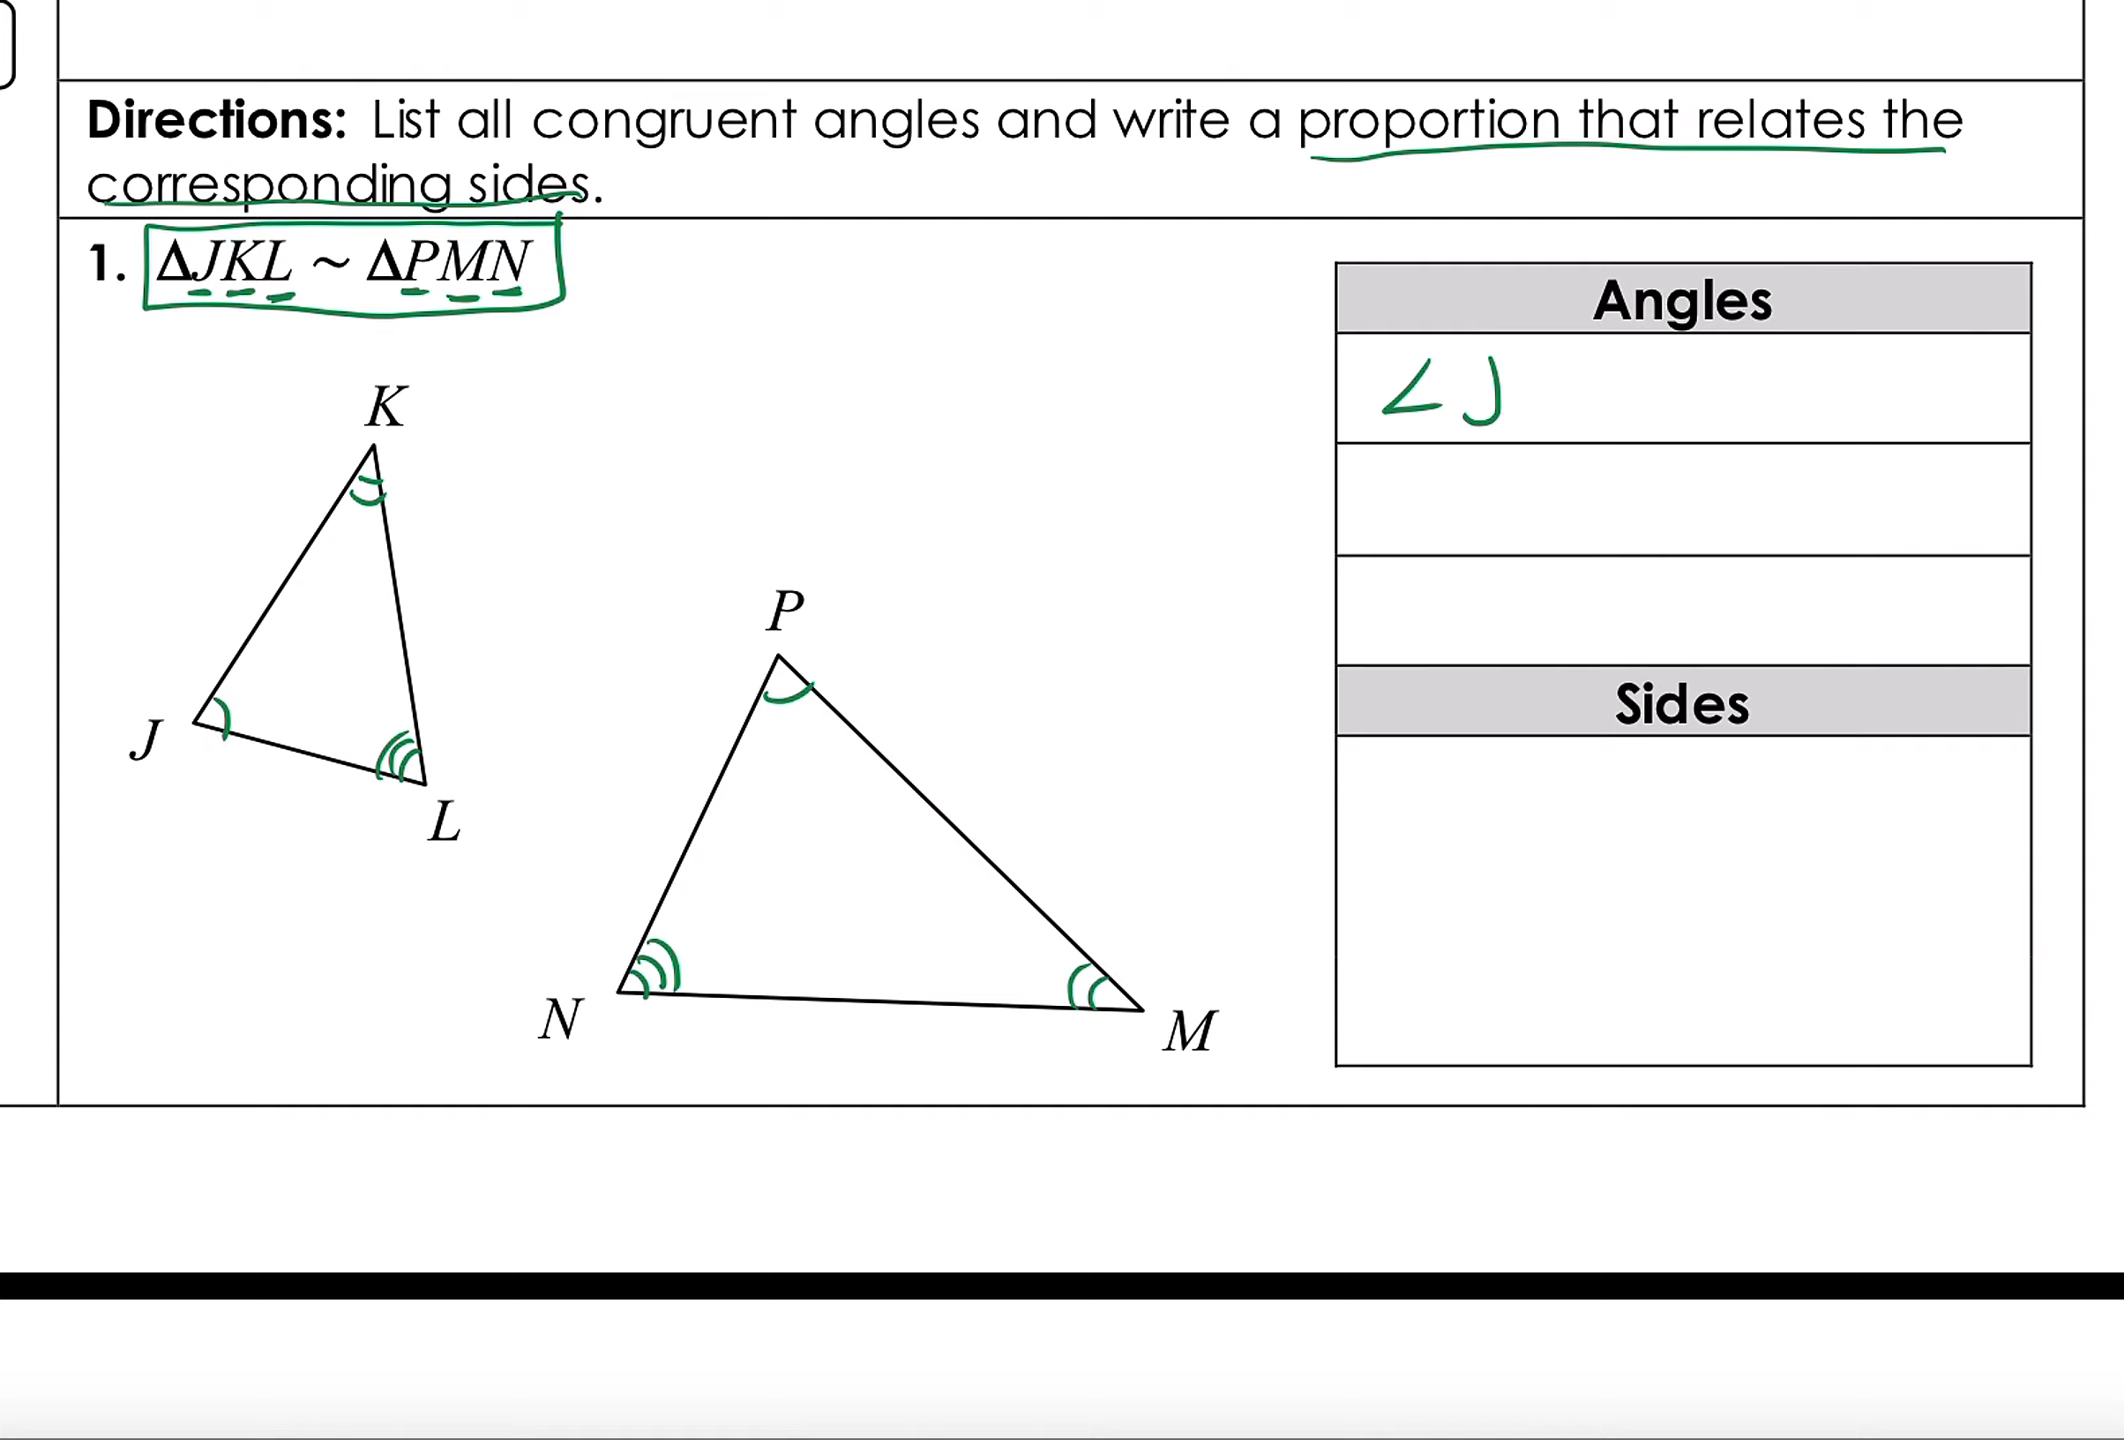 Directions: List all congruent angles and write a proportion that relates the
corresponding sides.
1. ΔJKL ~ ΔPMN
Angles
∠J
K
P
Sides
J
L
N
M